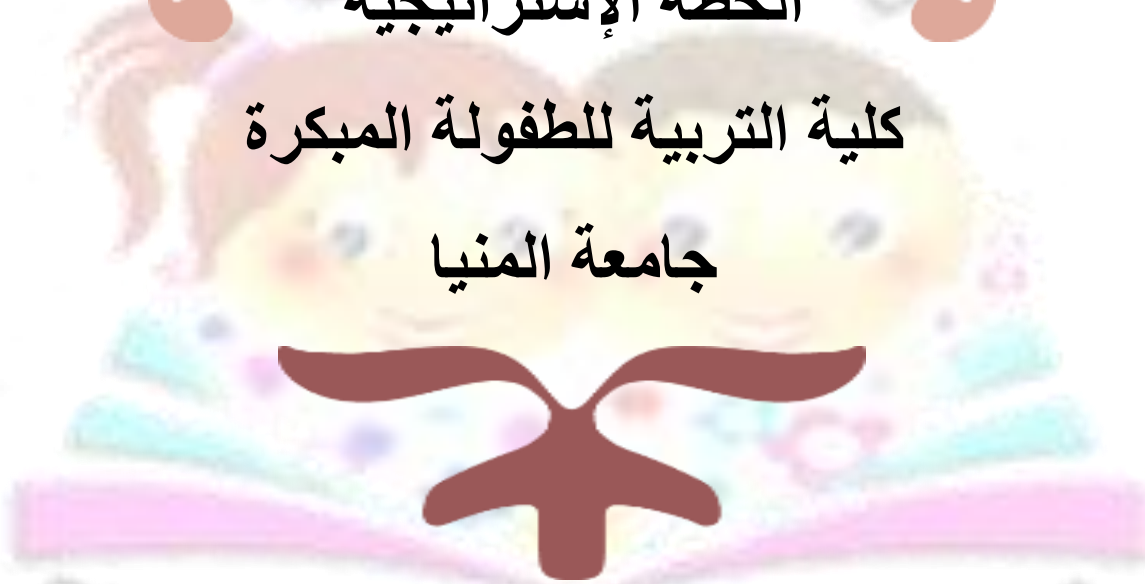 الخطة الإستراتيجية
كلية التربية للطفولة المبكرة
جامعة المنيا